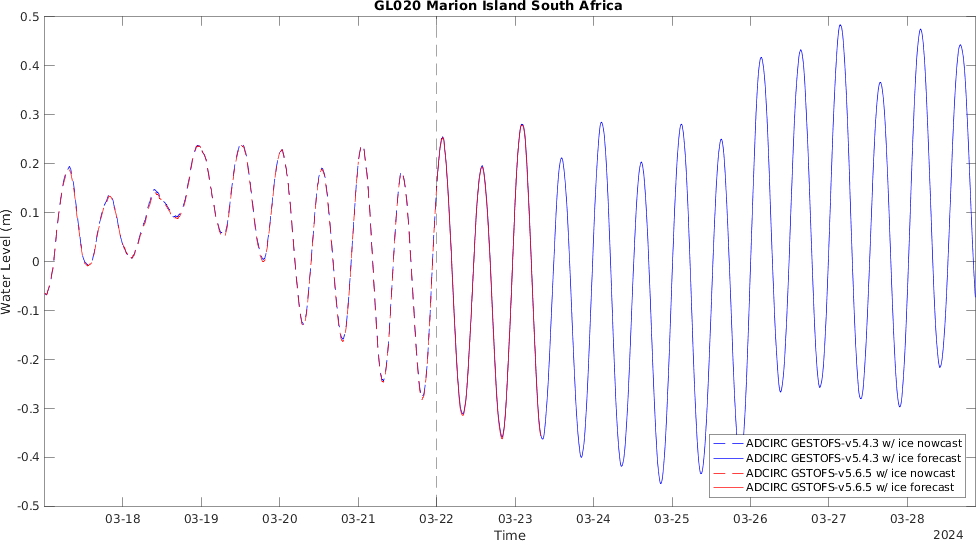 GL020 Marion Island South Africa
0.5
0.4
0.3
0.2
0.1
0
-0.1
-0.2
-0.3
-0.4
-0.5
Water Level (m)
ADCIRC GESTOFS-v5.4.3 w/ ice nowcast
ADCIRC GESTOFS-v5.4.3 w/ ice forecast
ADCIRC GSTOFS-v5.6.5 w/ ice nowcast
ADCIRC GSTOFS-v5.6.5 w/ ice forecast
03-18 03-19 03-20 03-21 03-22 03-23 03-24 03-25 03-26 03-27 03-28
Time
2024